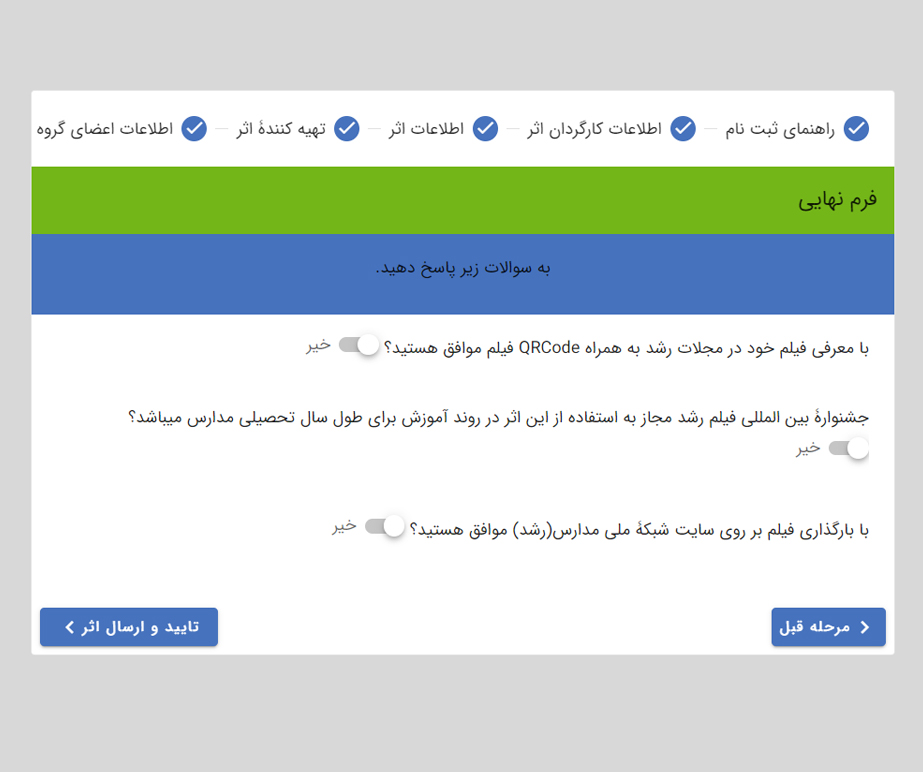 راهنمای ثبت نام
اطلاعات کارگردان اثر
اطلاعات اثر
تهیه کنندۀ اثر
اطلاعات اعضای گروه
فرم نهایی
به سوالات زیر پاسخ دهید.
با معرفی فیلم خود در مجلات رشد به همراه QRCode فیلم موافق هستید؟ خیر
جشنوارۀ بین المللی فیلم رشد مجاز به استفاده از این اثر در روند آموزش برای طول سال تحصیلی مدارس میباشد؟
خیر
با بارگذاری فیلم بر روی سایت شبکۀ ملی مدارس(رشد) موافق هستید؟ خیر
مرحله قبل
تایید و ارسال اثر